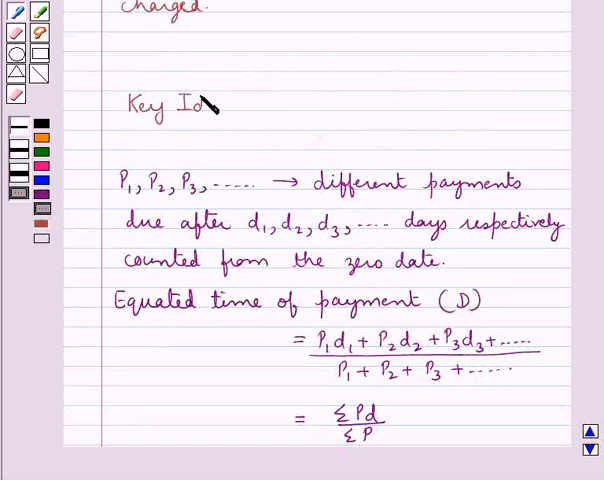 charged.
Key Id
P₁, P₂, P₃, ...... → different payments
due after d₁, d₂, d₃, .... days respectively
counted from the zero date.
Equated time of payment (D)
= P₁d₁ + P₂d₂ + P₃d₃ + ......
P₁ + P₂ + P₃ + ......
= ΣPd
ΣP